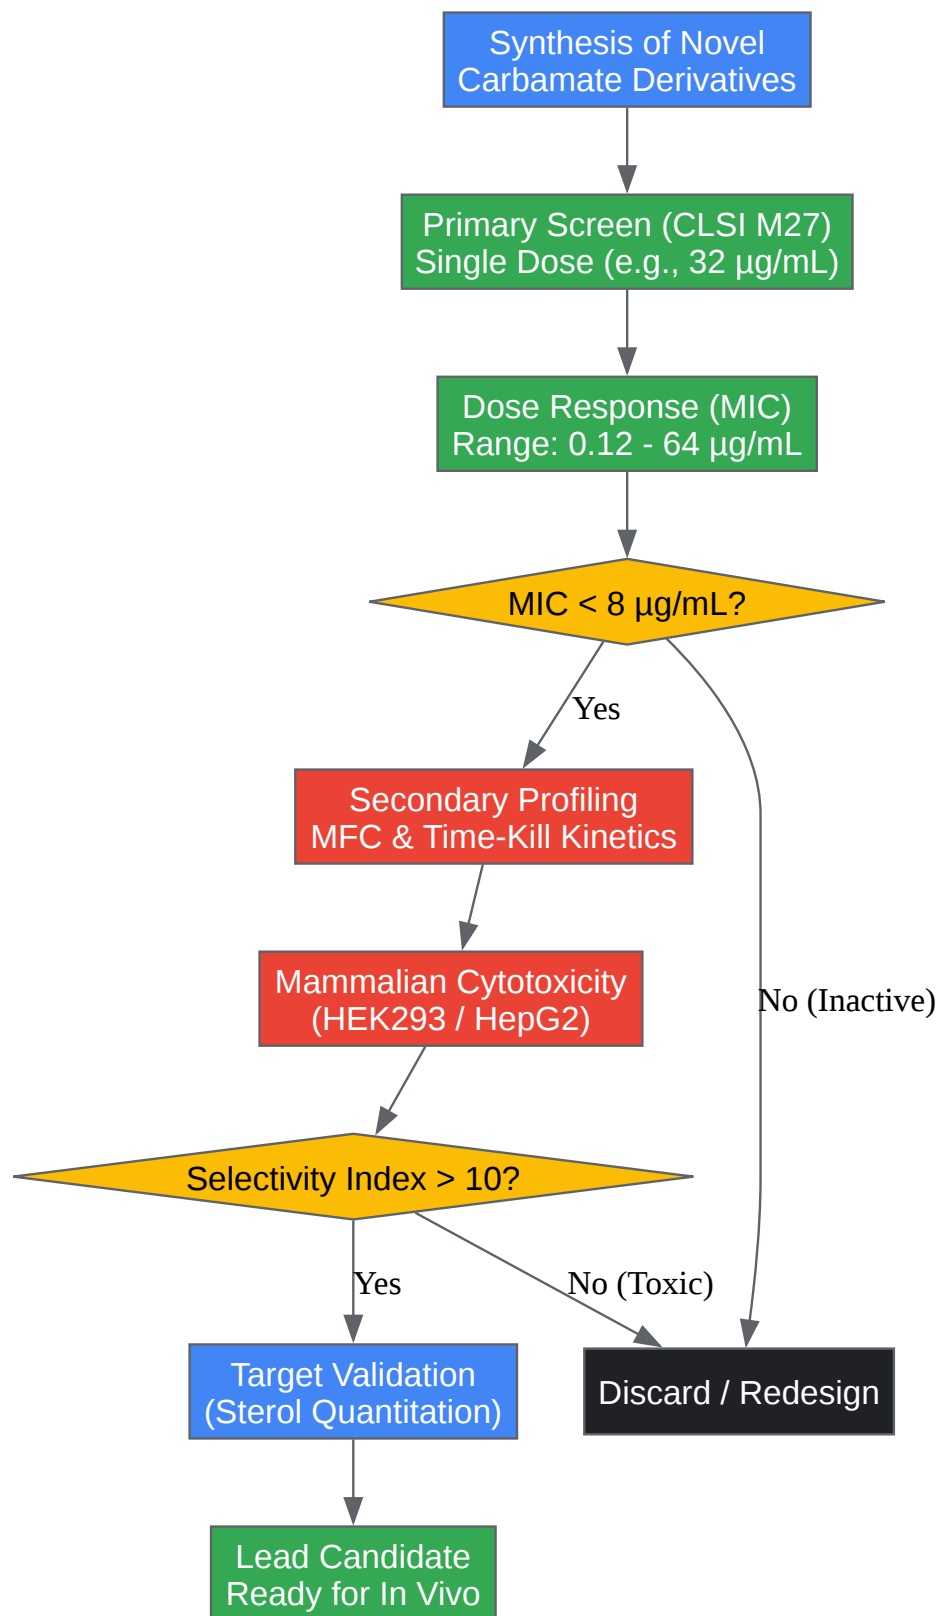 Synthesis of Novel
Carbamate Derivatives
Primary Screen (CLSI M27)
Single Dose (e.g., 32 µg/mL)
Dose Response (MIC)
Range: 0.12 - 64 µg/mL
MIC < 8 µg/mL?
Yes
Secondary Profiling
MFC & Time-Kill Kinetics
Mammalian Cytotoxicity
(HEK293 / HepG2)
No (Inactive)
Selectivity Index > 10?
Yes
No (Toxic)
Target Validation
(Sterol Quantitation)
Discard / Redesign
Lead Candidate
Ready for In Vivo